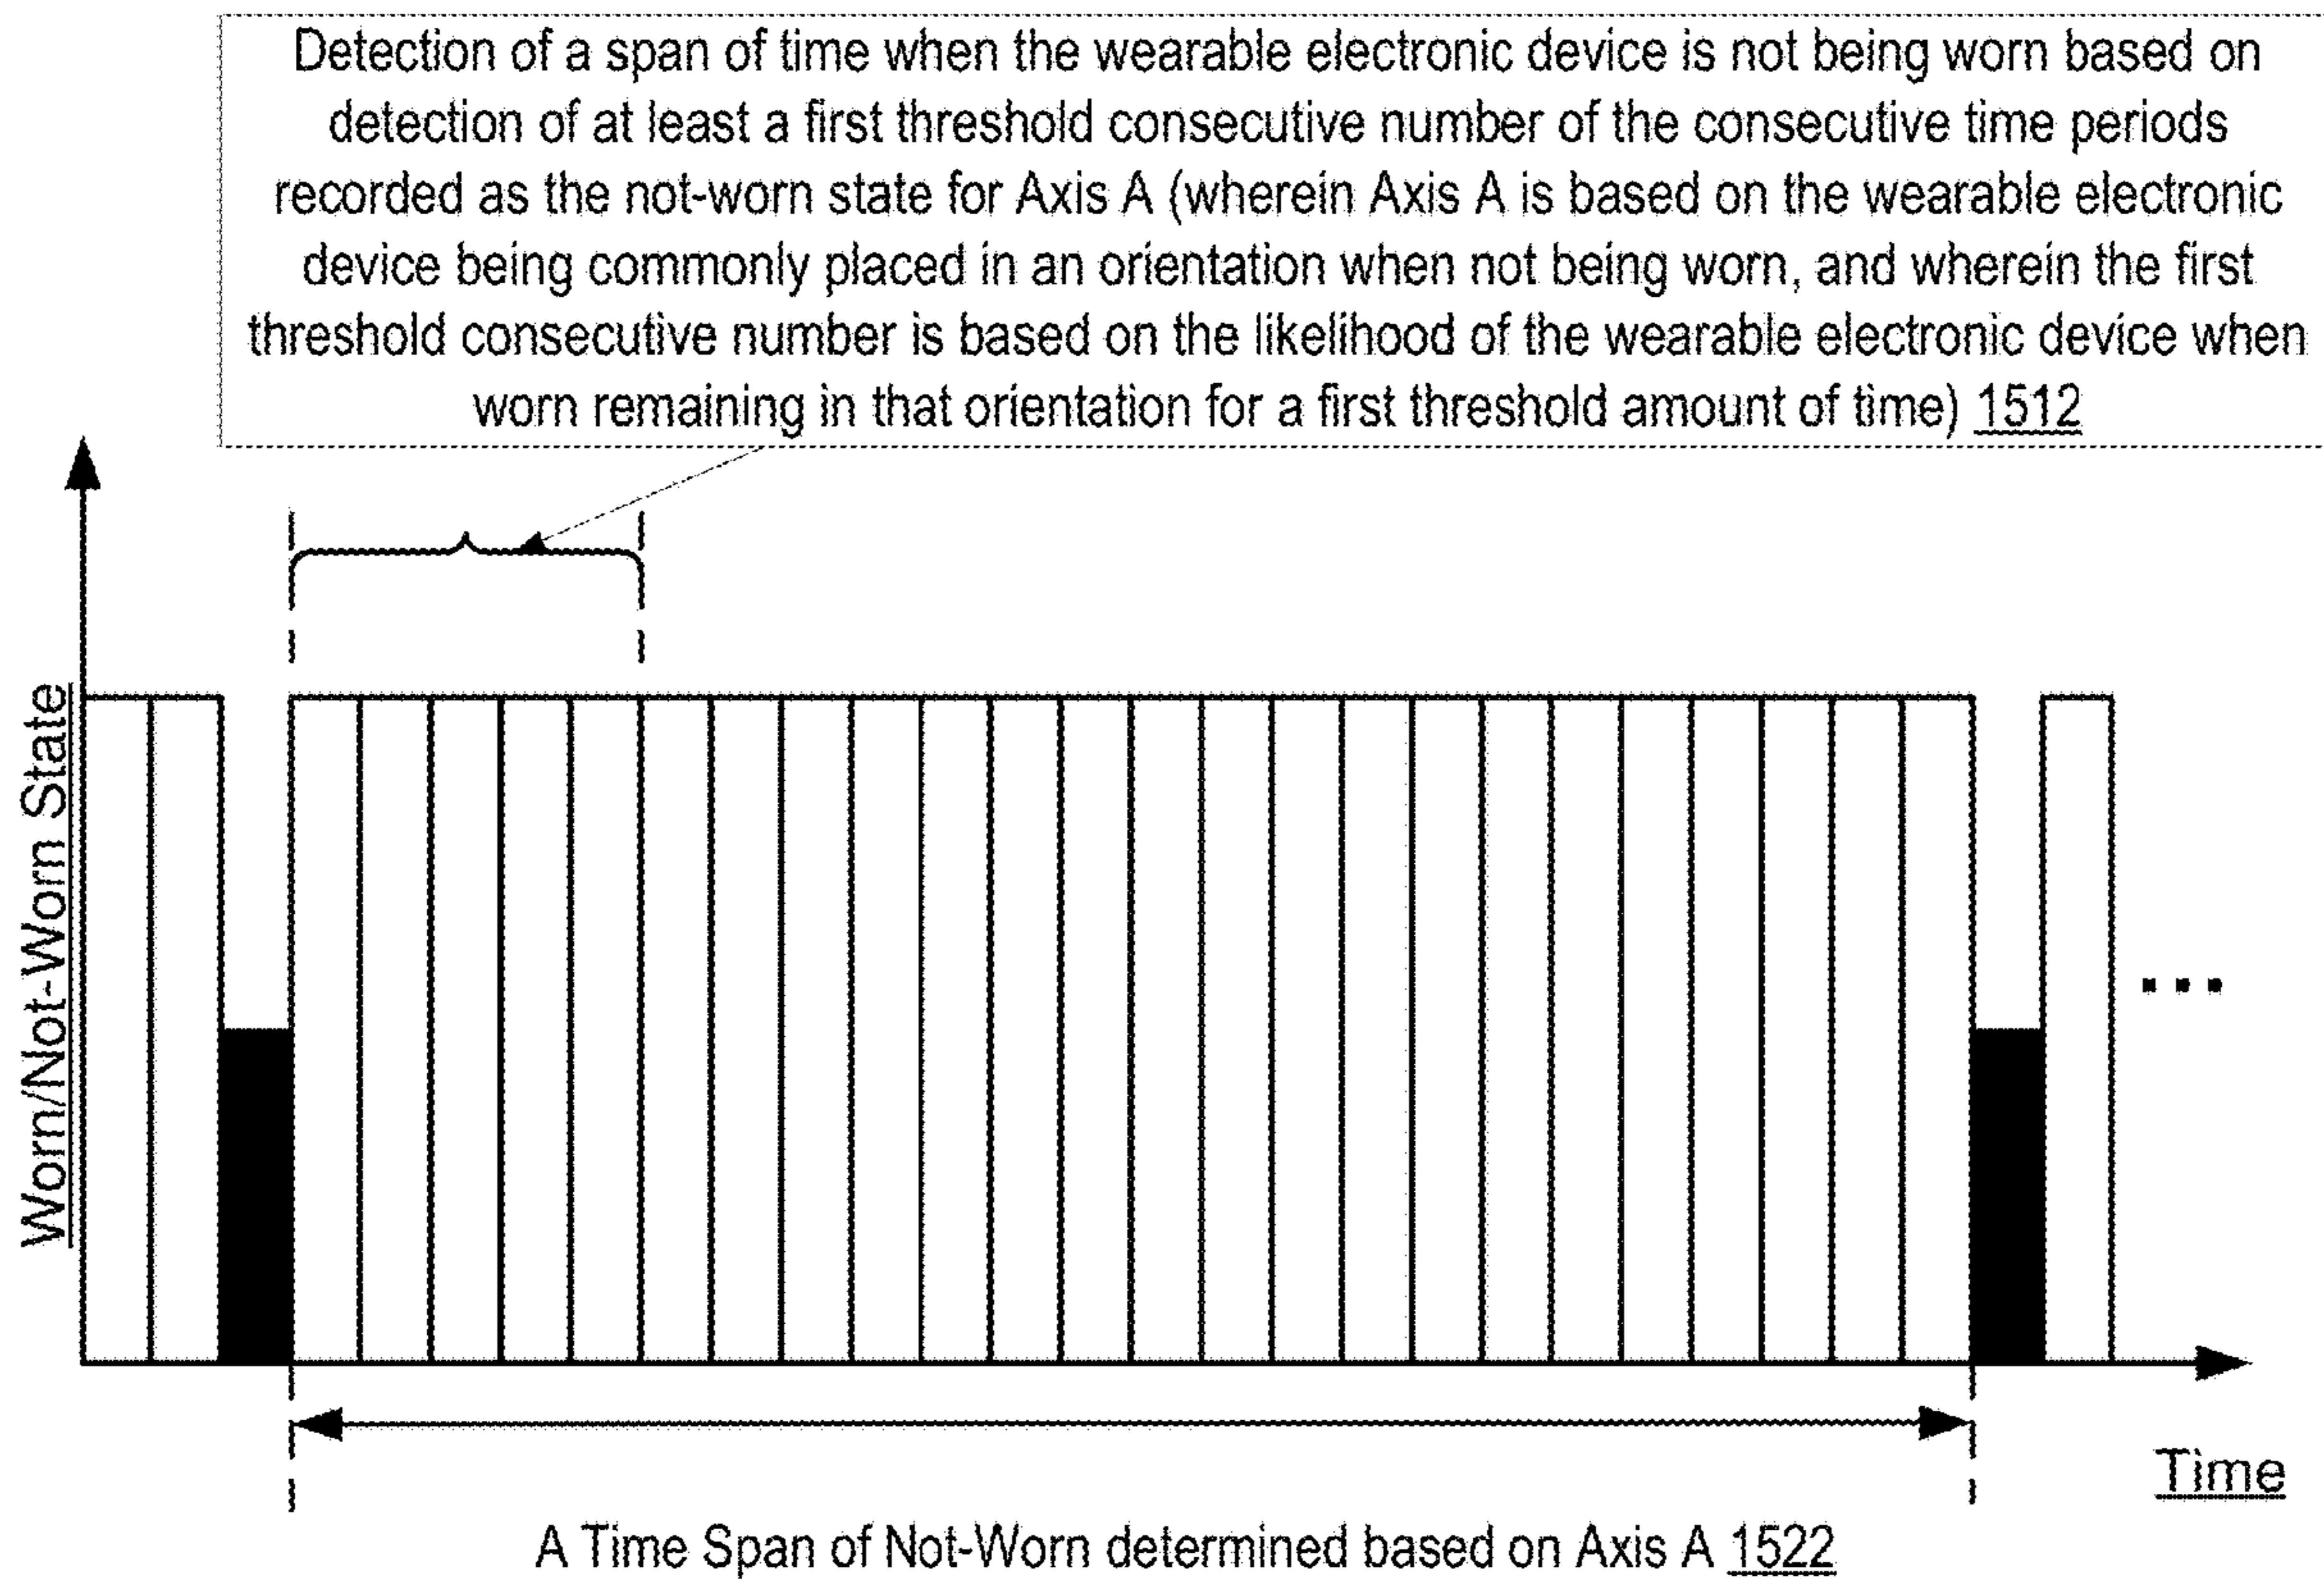 Detection of a span of time when the wearable electronic device is not being worn based on
detection of at least a first threshold consecutive number of the consecutive time periods
recorded as the not-worn state for Axis A (wherein Axis A is based on the wearable electronic
device being commonly placed in an orientation when not being worn, and wherein the first
threshold consecutive number is based on the likelihood of the wearable electronic device when
worn remaining in that orientation for a first threshold amount of time) 1512
Worn/Not-Worn State
...
Time
A Time Span of Not-Worn determined based on Axis A 1522